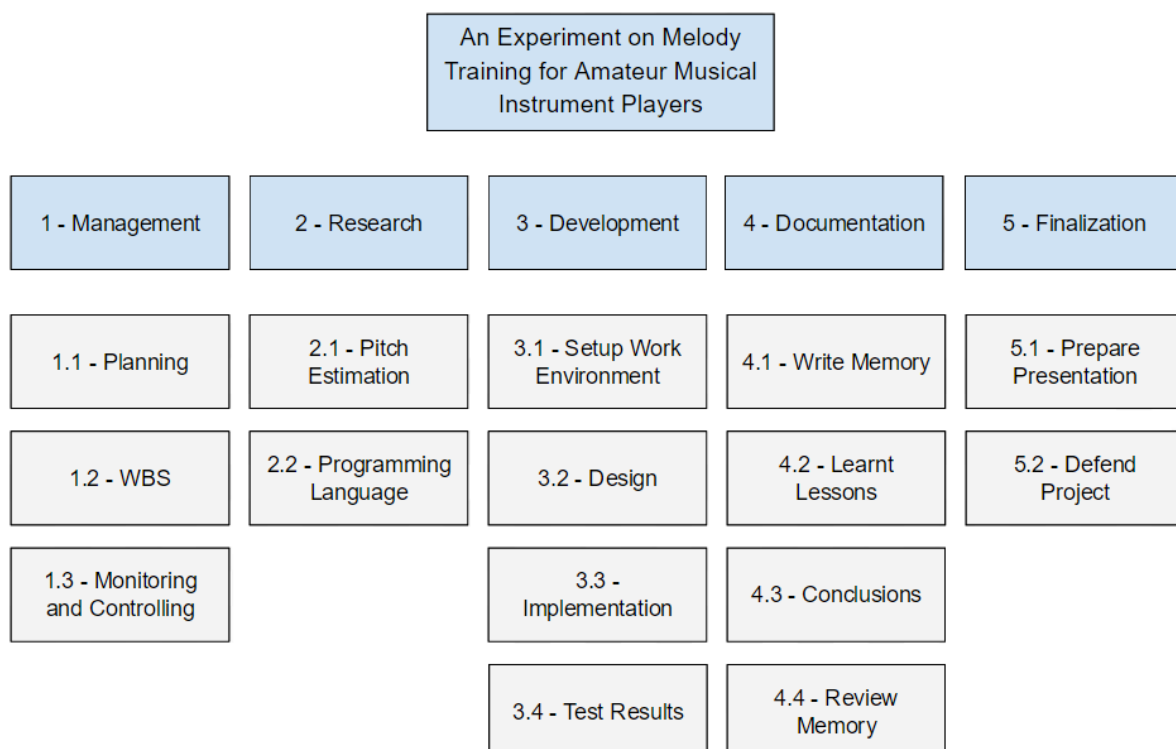 An Experiment on Melody
Training for Amateur Musical
Instrument Players
1 - Management
2 - Research
3 - Development
4 - Documentation
5 - Finalization
1.1 - Planning
2.1 - Pitch
Estimation
3.1 - Setup Work
Environment
4.1 - Write Memory
5.1 - Prepare
Presentation
1.2 - WBS
2.2 - Programming
Language
3.2 - Design
4.2 - Learnt
Lessons
5.2 - Defend
Project
1.3 - Monitoring
and Controlling
3.3 -
Implementation
4.3 - Conclusions
3.4 - Test Results
4.4 - Review
Memory